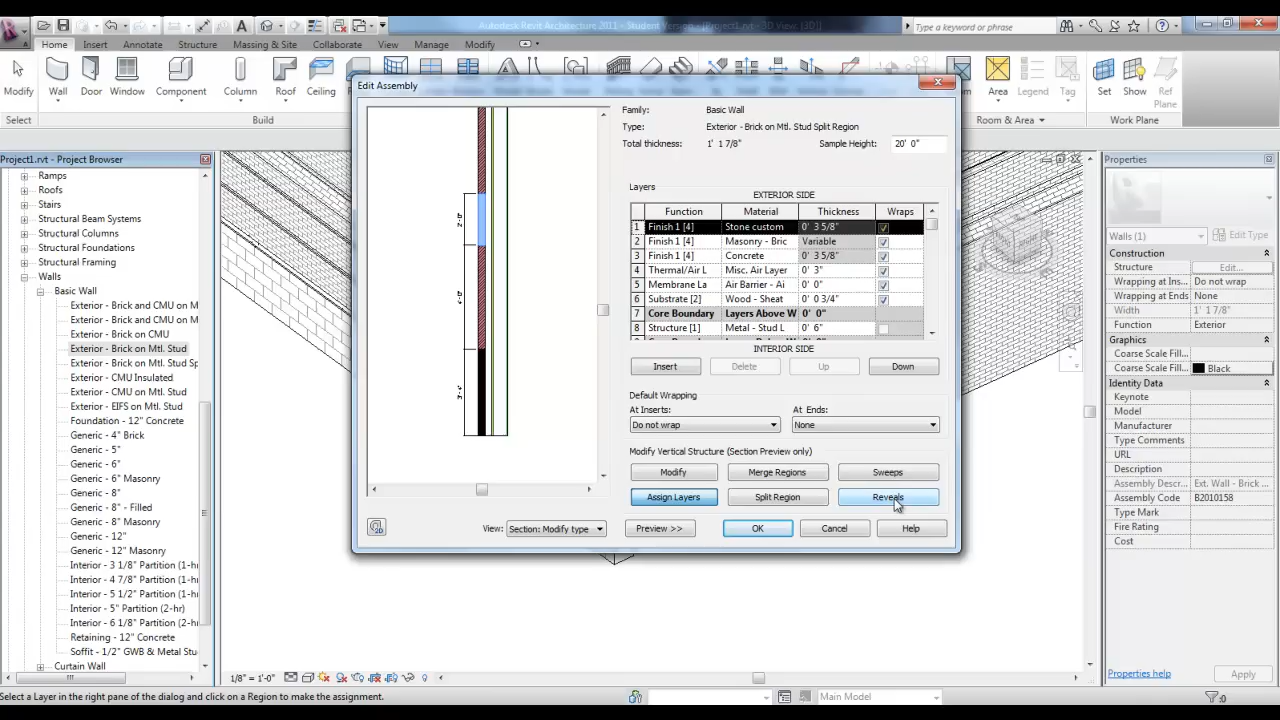 Autodesk Revit Architecture 2011 - Student Version - [Project1.rvt - 3D View: {3D}]
Type a keyword or phrase
Home Insert Annotate Structure Massing & Site Collaborate View Manage Modify
Modify Wall Door Window Component Roof Ceiling Area Legend Tag Set Show Ref Plane
Select Build Room & Area Work Plane
Project1.rvt - Project Browser
Ramps
Roofs
Stairs
Structural Beam Systems
Structural Columns
Structural Foundations
Structural Framing
Walls
Basic Wall
Exterior - Brick and CMU on M
Exterior - Brick and CMU on M
Exterior - Brick on CMU
Exterior - Brick on Mtl. Stud
Exterior - Brick on Mtl. Stud Sp
Exterior - CMU Insulated
Exterior - CMU on Mtl. Stud
Exterior - EIFS on Mtl. Stud
Foundation - 12" Concrete
Generic - 4" Brick
Generic - 5"
Generic - 6"
Generic - 6" Masonry
Generic - 8"
Generic - 8" - Filled
Generic - 8" Masonry
Generic - 12"
Generic - 12" Masonry
Interior - 3 1/8" Partition (1-hr
Interior - 4 7/8" Partition (1-hr
Interior - 5 1/2" Partition (1-hr
Interior - 5" Partition (2-hr)
Interior - 6 1/8" Partition (2-hr)
Retaining - 12" Concrete
Soffit - 1/2" GWB & Metal Stu
Curtain Wall
Edit Assembly
Family: Basic Wall
Type: Exterior - Brick on Mtl. Stud Split Region
Total thickness: 1' 1 7/8" Sample Height: 20' 0"
Layers
EXTERIOR SIDE
Function Material Thickness Wraps
1 Finish 1 [4] Stone custom 0' 3 5/8"
2 Finish 1 [4] Masonry - Bric Variable
3 Finish 1 [4] Concrete 0' 3 5/8"
4 Thermal/Air L Misc. Air Layer 0' 3"
5 Membrane La Air Barrier - Ai 0' 0"
6 Substrate [2] Wood - Sheat 0' 0 3/4"
7 Core Boundary Layers Above W 0' 0"
8 Structure [1] Metal - Stud L 0' 6"
INTERIOR SIDE
Insert Delete Up Down
Default Wrapping
At Inserts: At Ends:
Do not wrap None
Modify Vertical Structure (Section Preview only)
Modify Merge Regions Sweeps
Assign Layers Split Region Reveals
View: Section: Modify type Preview >> OK Cancel Help
Properties
Walls (1) Edit Type
Construction
Structure Edit...
Wrapping at Ins... Do not wrap
Wrapping at Ends None
Width 1' 1 7/8"
Function Exterior
Graphics
Coarse Scale Fill...
Coarse Scale Fill... Black
Identity Data
Keynote
Model
Manufacturer
Type Comments
URL
Description
Assembly Descr... Ext. Wall - Brick ...
Assembly Code B2010158
Type Mark
Fire Rating
Cost
Properties help Apply
1/8" = 1'-0"
Select a Layer in the right pane of the dialog and click on a Region to make the assignment.
Main Model
:0